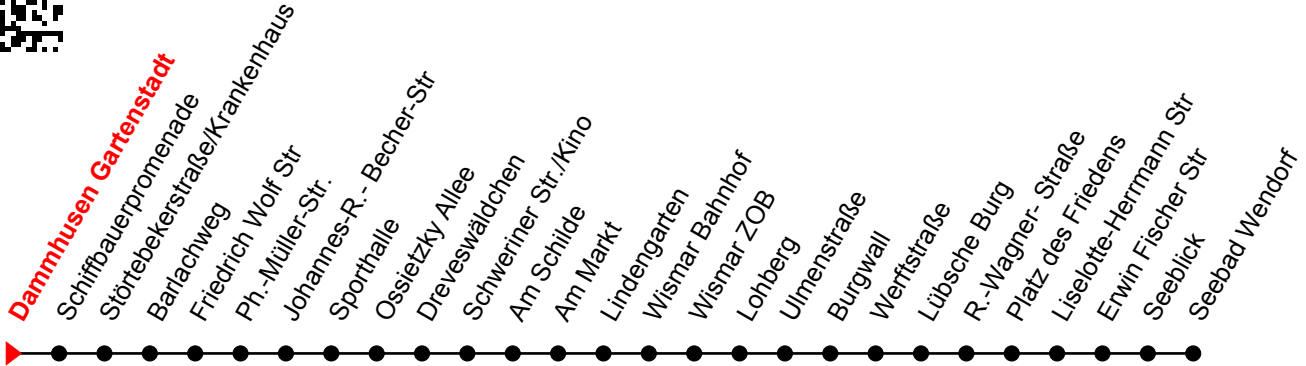 Dammhusen Gartenstadt
Schiffbauerpromenade
Störtebekerstraße/Krankenhaus
Barlachweg
Friedrich Wolf Str
Ph.-Müller-Str.
Johannes-R.- Becher-Str
Sporthalle
Ossietzky Allee
Dreveswäldchen
Schweriner Str./Kino
Am Schilde
Am Markt
Lindengarten
Wismar Bahnhof
Wismar ZOB
Lohberg
Ulmenstraße
Burgwall
Werftstraße
Lübsche Burg
R.-Wagner- Straße
Platz des Friedens
Liselotte-Herrmann Str
Erwin Fischer Str
Seeblick
Seebad Wendorf